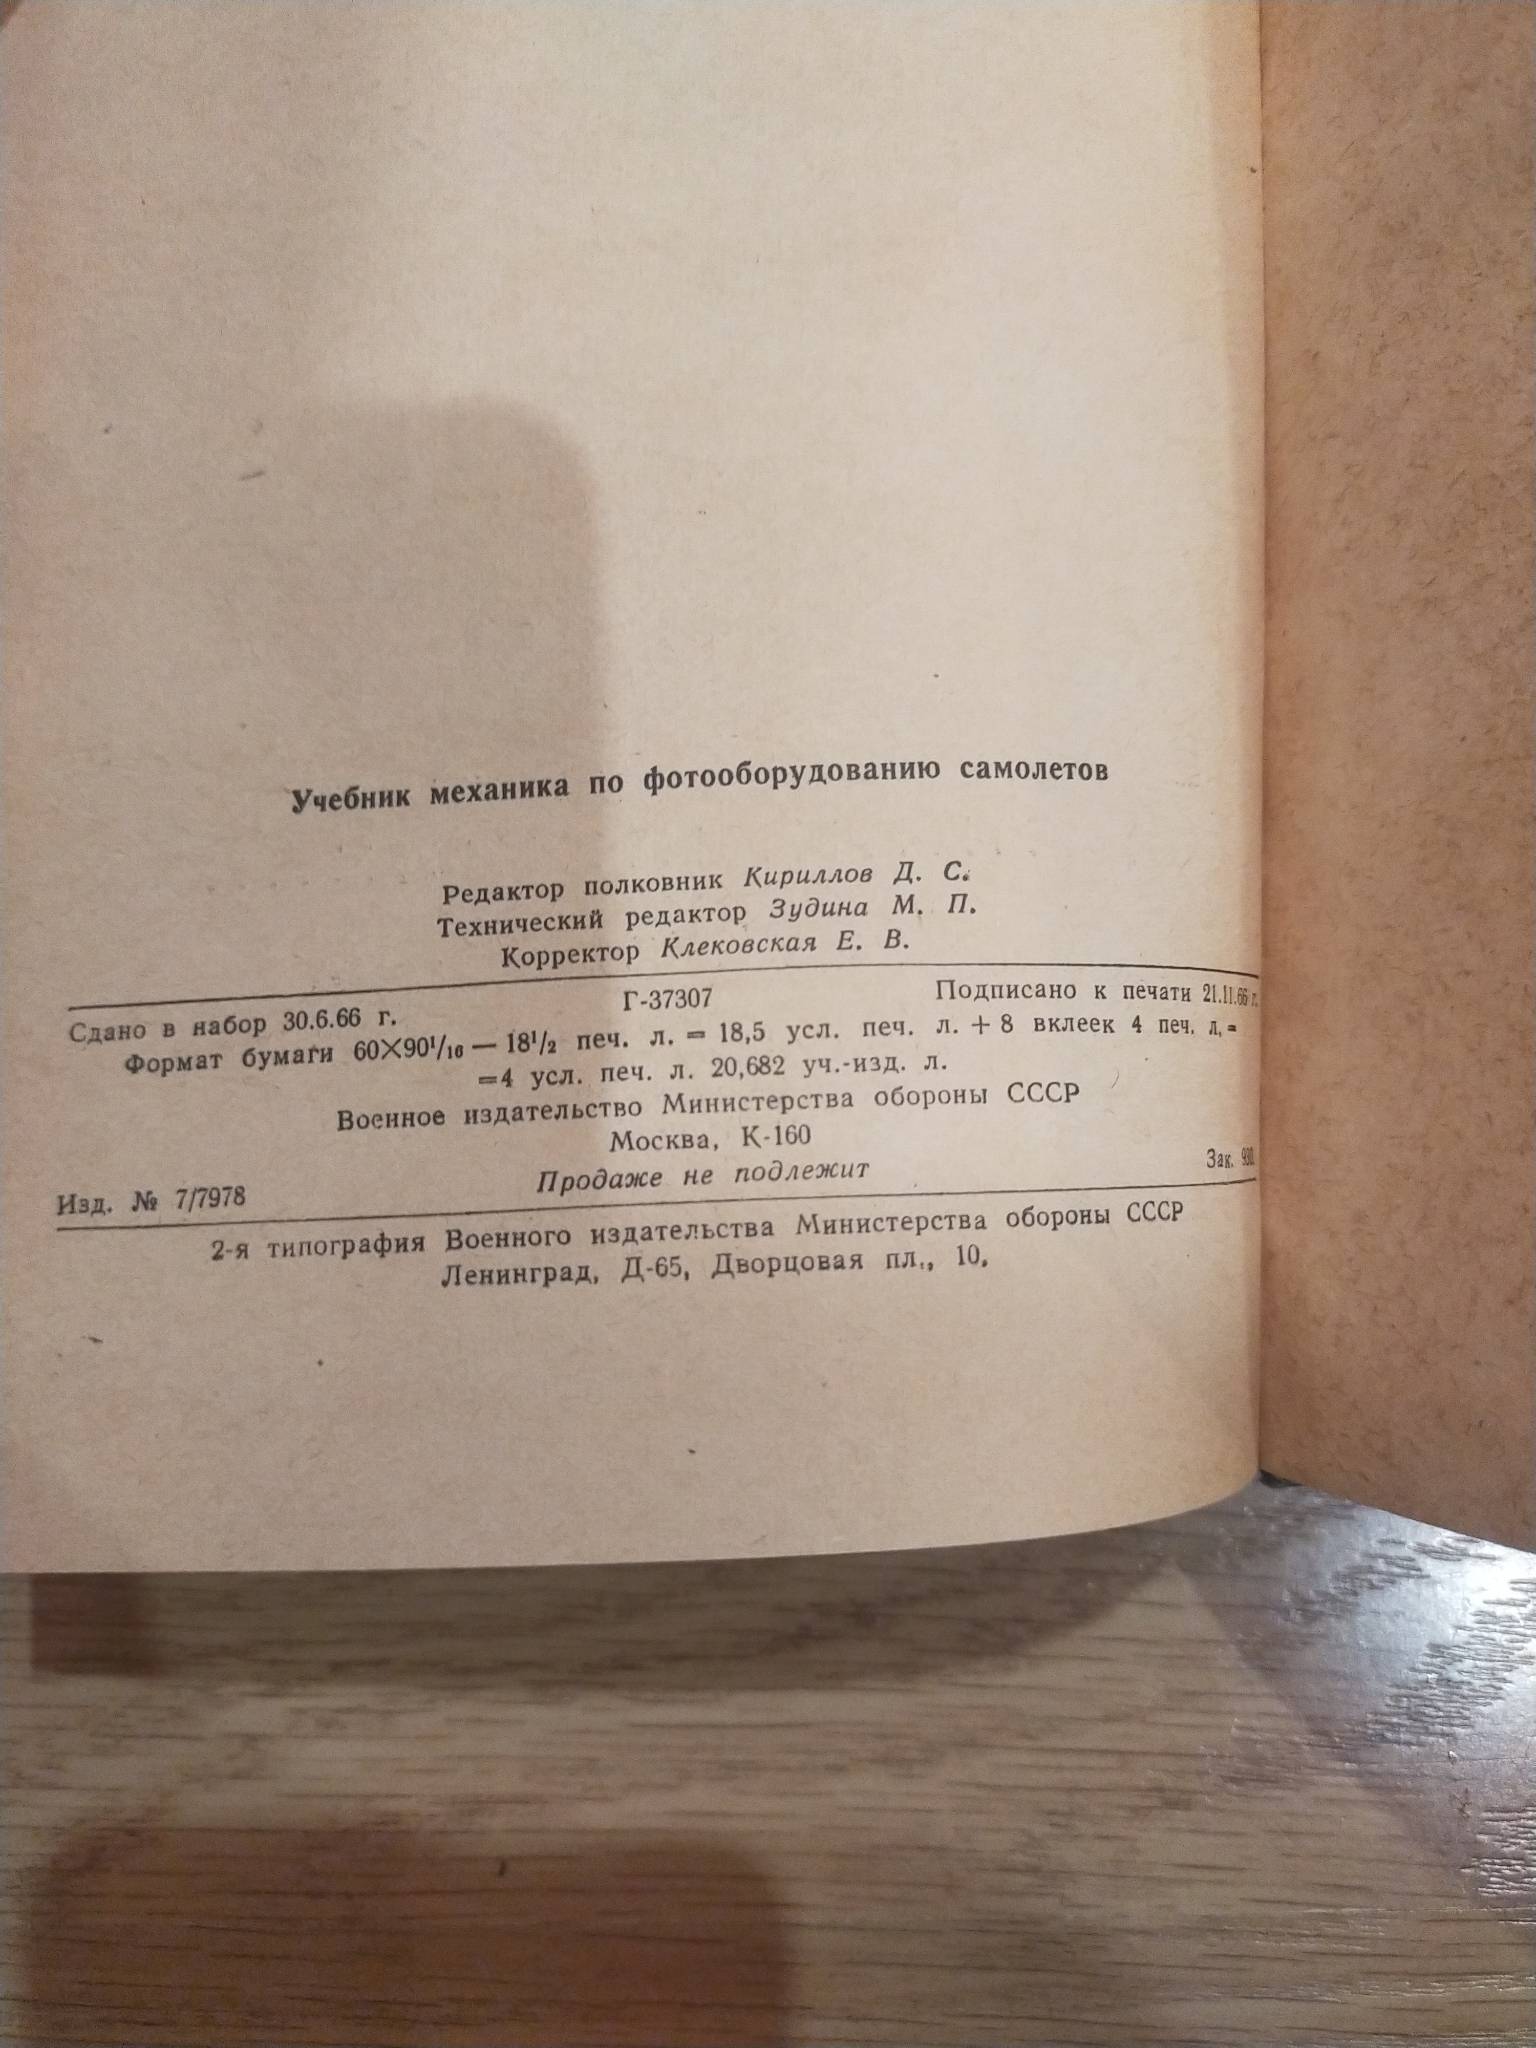 Учебник механика по фотооборудованию самолетов
Редактор полковник Кириллов Д. С.
Технический редактор Зудина М. П.
Корректор Клековская Е. В.
Сдано в набор 30.6.66 г. Г-37307 Подписано к печати 21.11.66 г.
Формат бумаги 60×90¹/₁₆ — 18¹/₂ печ. л. = 18,5 усл. печ. л. + 8 вклеек 4 печ. л. =
=4 усл. печ. л. 20,682 уч.-изд. л.
Военное издательство Министерства обороны СССР
Москва, К-160
Продаже не подлежит
Изд. № 7/7978 Зак. 930.
2-я типография Военного издательства Министерства обороны СССР
Ленинград, Д-65, Дворцовая пл., 10.